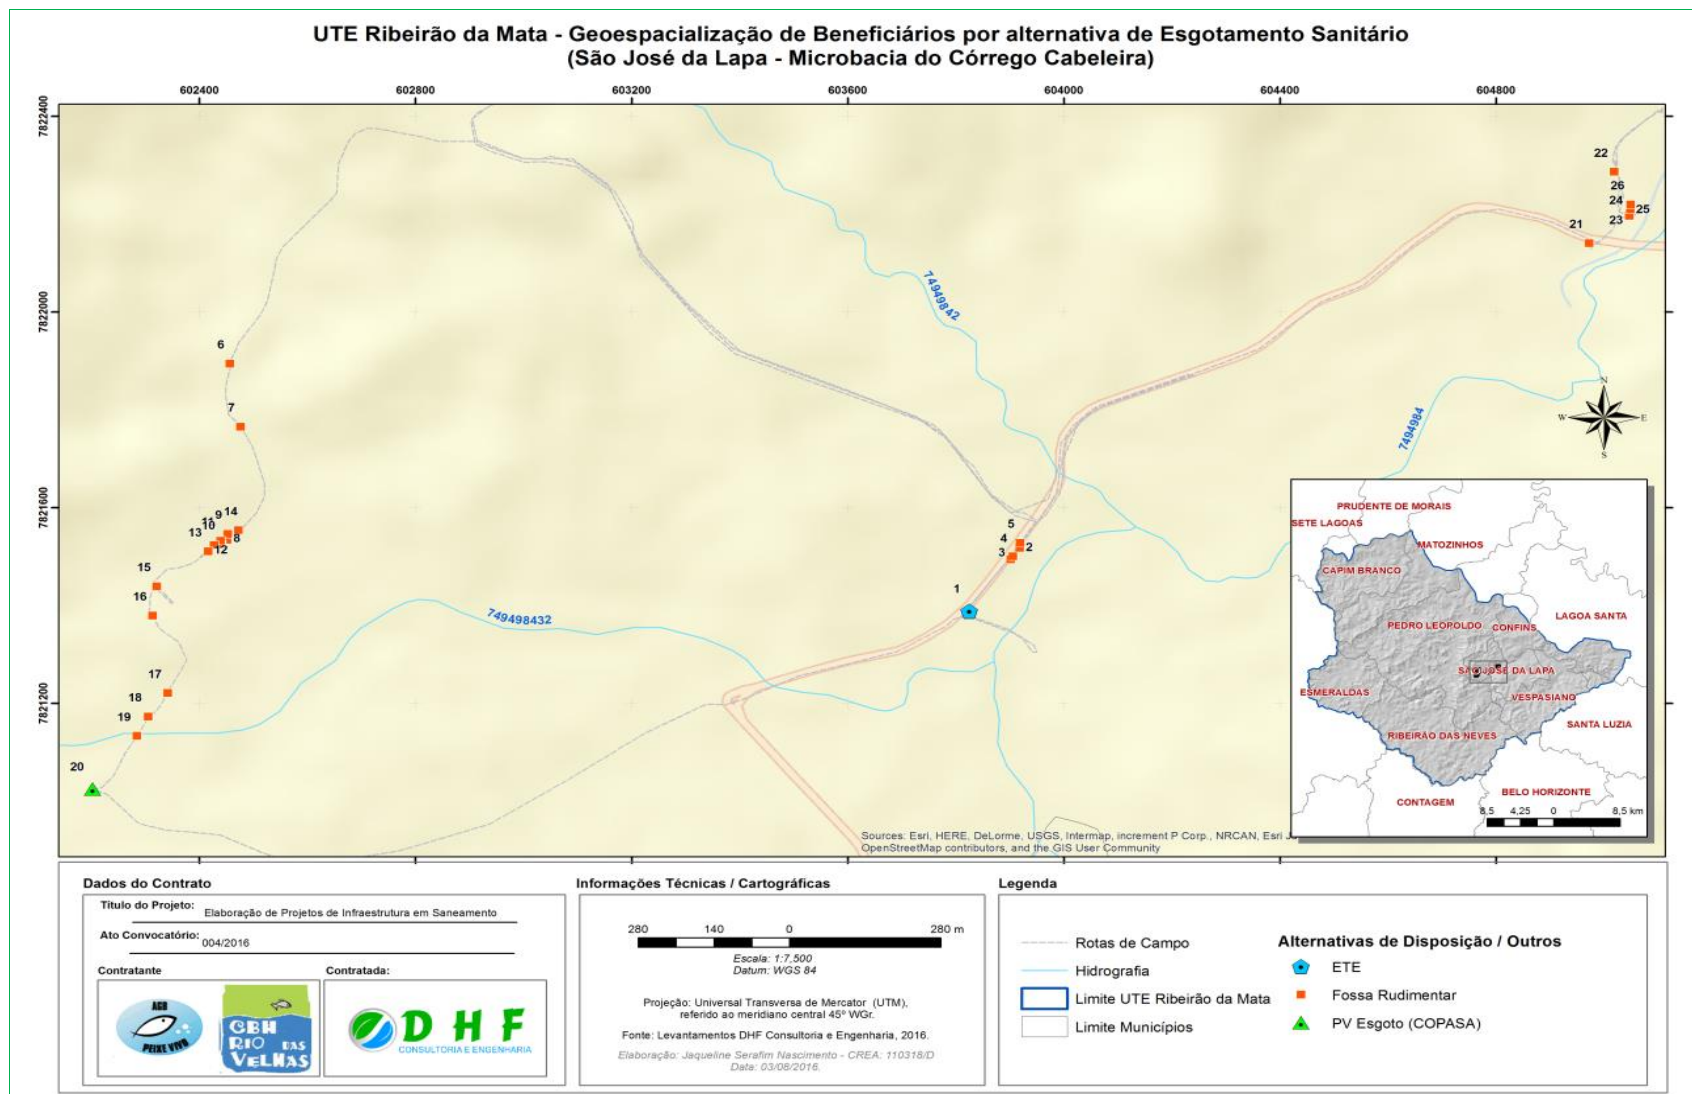 UTE Ribeirão da Mata - Geoespacialização de Beneficiários por alternativa de Esgotamento Sanitário
(São José da Lapa - Microbacia do Córrego Cabeleira)
602400 602800 603200 603600 604000 604400 604800
7822400
7822000
7821600
7821200
22
26
24
25
23
21
74949842
6
7
7494984
14
9
11
10
13
8
12
5
4
2
3
15
1
16
749498432
17
18
19
20
N
W E
S
PRUDENTE DE MORAIS
SETE LAGOAS
MATOZINHOS
CAPIM BRANCO
LAGOA SANTA
PEDRO LEOPOLDO
CONFINS
SÃO JOSÉ DA LAPA
ESMERALDAS
VESPASIANO
SANTA LUZIA
RIBEIRÃO DAS NEVES
BELO HORIZONTE
CONTAGEM
8,5 4,25 0 8,5 km
Sources: Esri, HERE, DeLorme, USGS, Intermap, increment P Corp., NRCAN, Esri
OpenStreetMap contributors, and the GIS User Community
Dados do Contrato
Título do Projeto: Elaboração de Projetos de Infraestrutura em Saneamento
Ato Convocatório: 004/2016
Contratante
Contratada:
AGB
PEIXE VIVO
CBH
RIO DAS
VELHAS
DHF
CONSULTORIA E ENGENHARIA
Informações Técnicas / Cartográficas
280 140 0 280 m
Escala: 1:7,500
Datum: WGS 84
Projeção: Universal Transversa de Mercator (UTM),
referido ao meridiano central 45º WGr.
Fonte: Levantamentos DHF Consultoria e Engenharia, 2016.
Elaboração: Jaqueline Serafim Nascimento - CREA: 110318/D
Data: 03/08/2016.
Legenda
Rotas de Campo
Hidrografia
Limite UTE Ribeirão da Mata
Limite Municípios
Alternativas de Disposição / Outros
ETE
Fossa Rudimentar
PV Esgoto (COPASA)